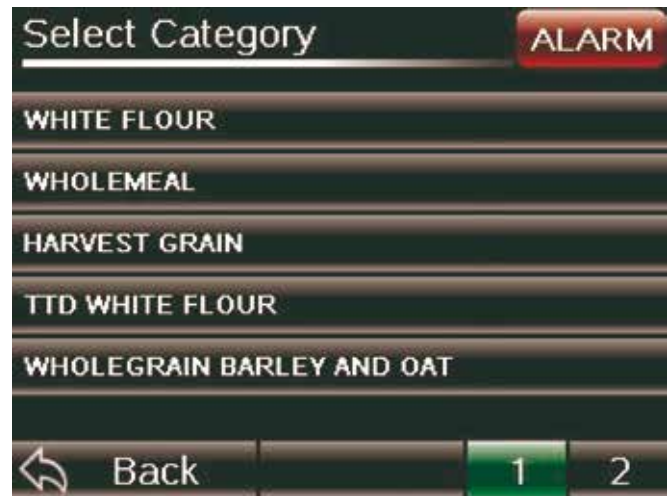 Select Category ALARM
WHITE FLOUR
WHOLEMEAL
HARVEST GRAIN
TTD WHITE FLOUR
WHOLEGRAIN BARLEY AND OAT
Back 1 2